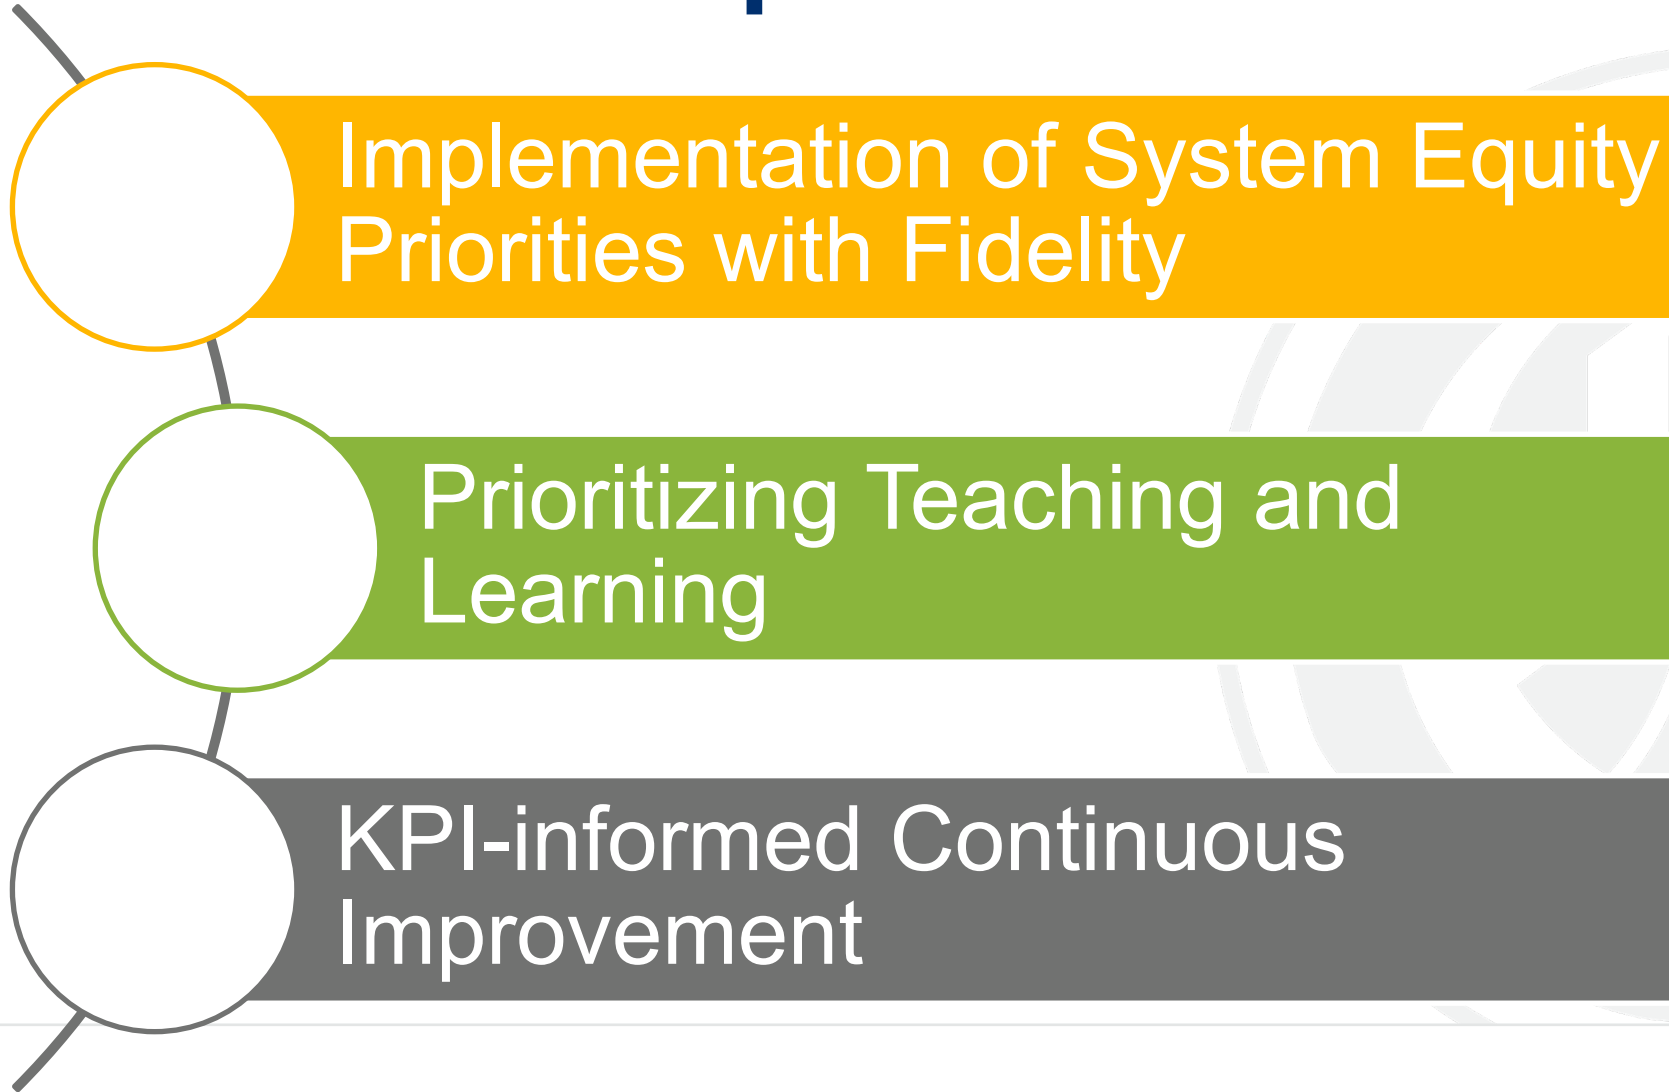 Implementation of System Equity
Priorities with Fidelity
Prioritizing Teaching and
Learning
KPI-informed Continuous
Improvement